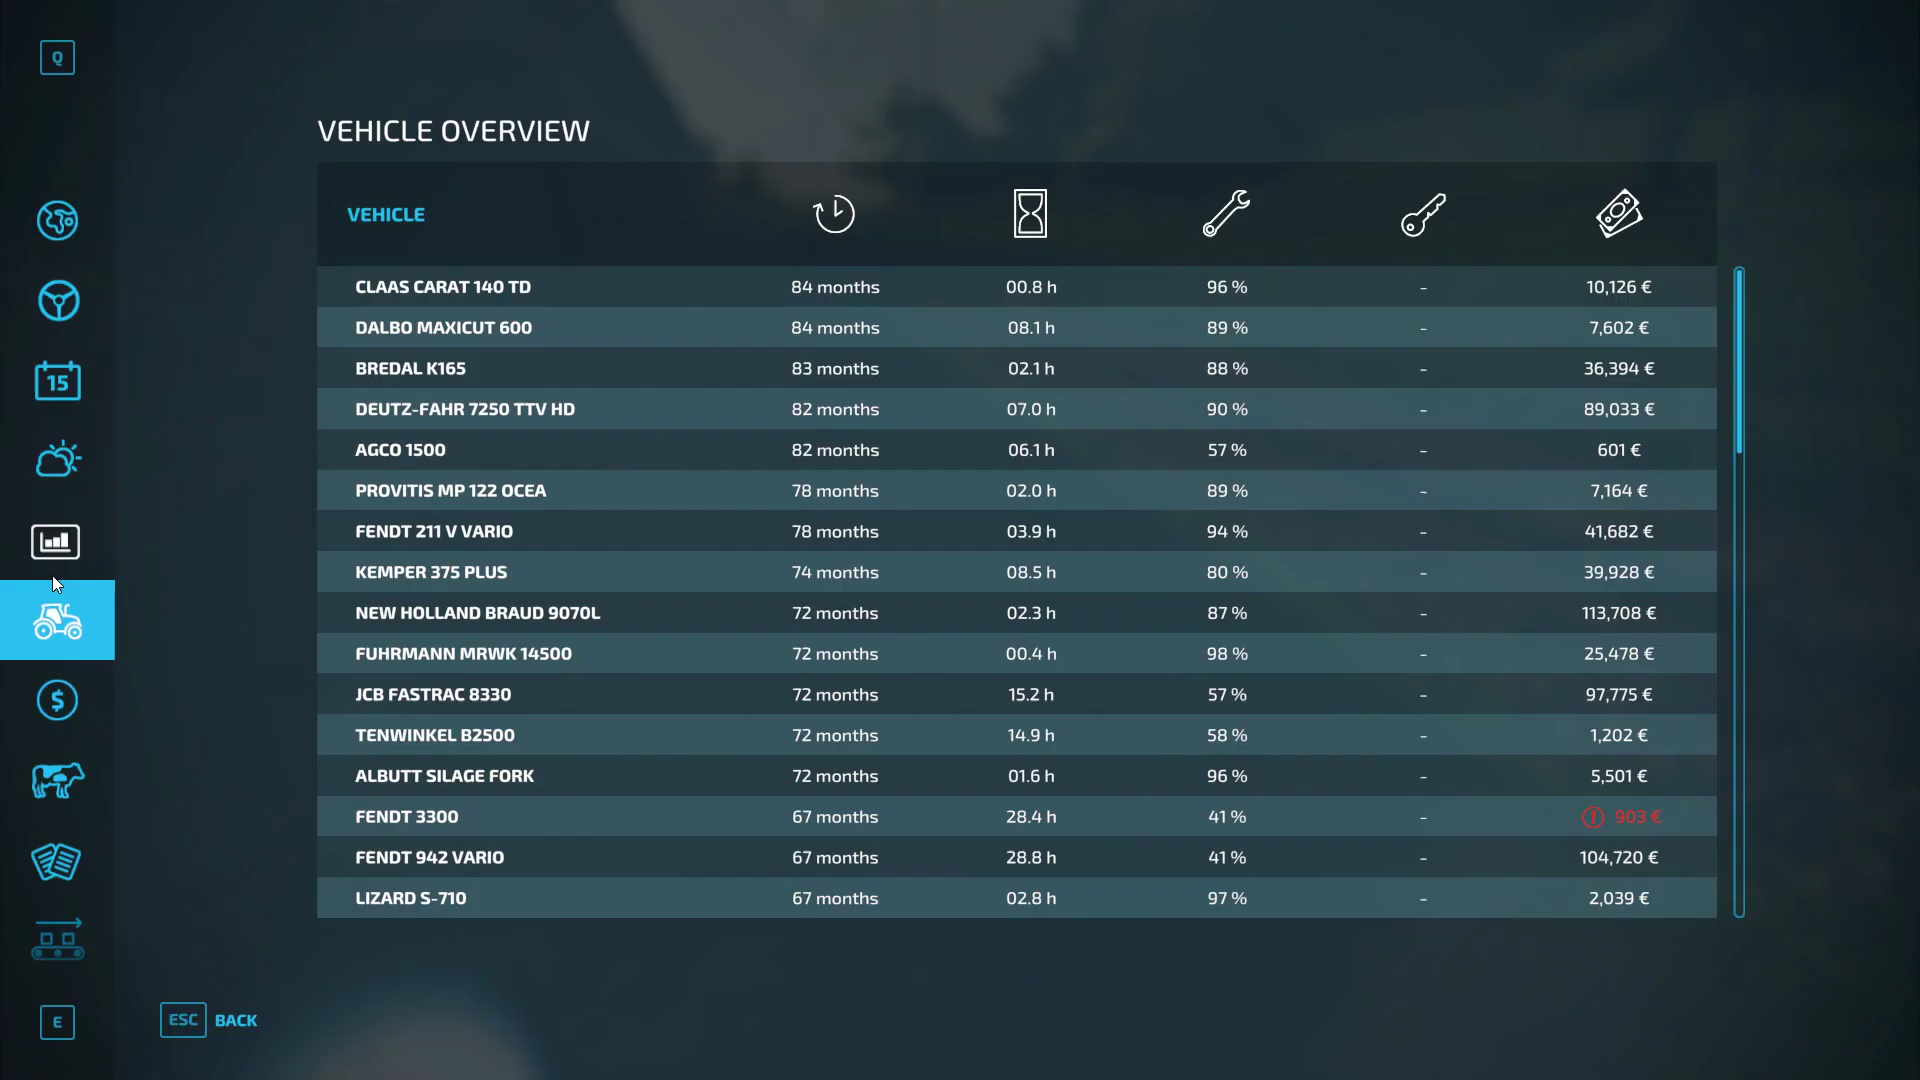 Q
VEHICLE OVERVIEW
VEHICLE
CLAAS CARAT 140 TD 84 months 00.8 h 96 % - 10,126 €
DALBO MAXICUT 600 84 months 08.1 h 89 % - 7,602 €
BREDAL K165 83 months 02.1 h 88 % - 36,394 €
15
DEUTZ-FAHR 7250 TTV HD 82 months 07.0 h 90 % - 89,033 €
AGCO 1500 82 months 06.1 h 57 % - 601 €
PROVITIS MP 122 OCEA 78 months 02.0 h 89 % - 7,164 €
FENDT 211 V VARIO 78 months 03.9 h 94 % - 41,682 €
KEMPER 375 PLUS 74 months 08.5 h 80 % - 39,928 €
NEW HOLLAND BRAUD 9070L 72 months 02.3 h 87 % - 113,708 €
FUHRMANN MRWK 14500 72 months 00.4 h 98 % - 25,478 €
JCB FASTRAC 8330 72 months 15.2 h 57 % - 97,775 €
$
TENWINKEL B2500 72 months 14.9 h 58 % - 1,202 €
ALBUTT SILAGE FORK 72 months 01.6 h 96 % - 5,501 €
FENDT 3300 67 months 28.4 h 41 % - ! 903 €
FENDT 942 VARIO 67 months 28.8 h 41 % - 104,720 €
LIZARD S-710 67 months 02.8 h 97 % - 2,039 €
E
ESC BACK